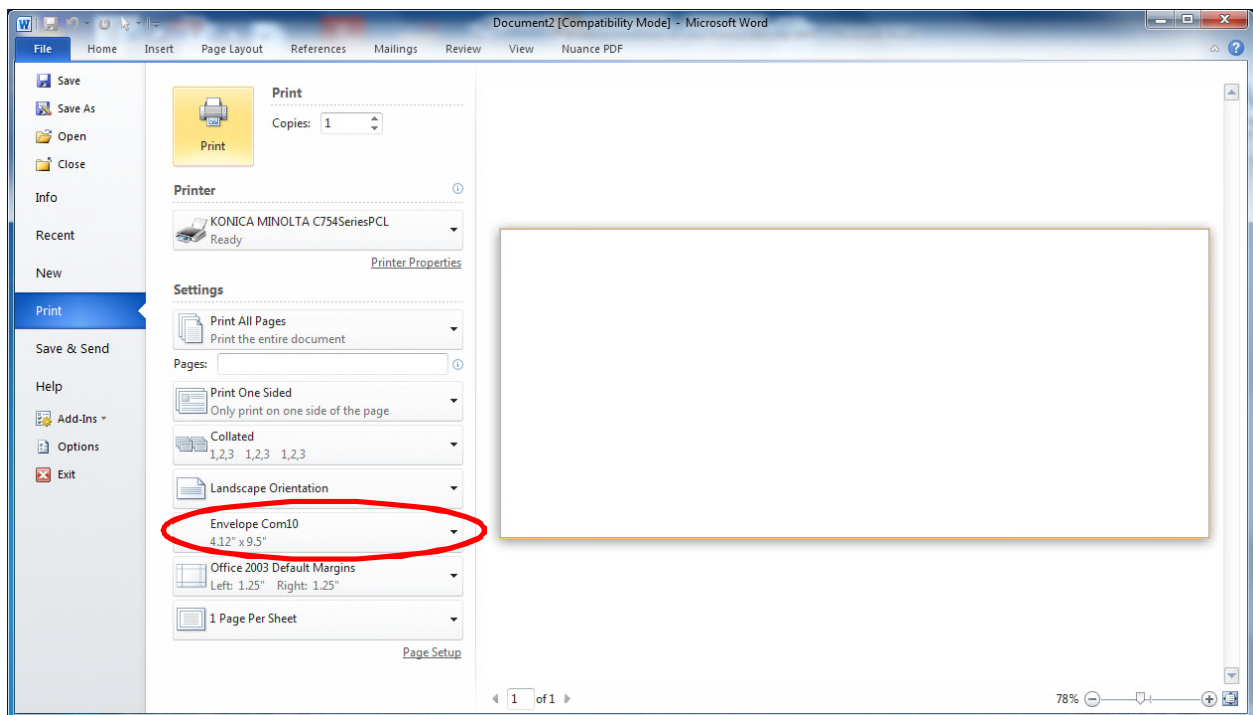 Document2 [Compatibility Mode] - Microsoft Word
File Home Insert Page Layout References Mailings Review View Nuance PDF
Save
Save As
Open
Close
Info
Recent
New
Print
Save & Send
Help
Add-Ins
Options
Exit
Print
Print
Copies: 1
Printer
KONICA MINOLTA C754SeriesPCL
Ready
Printer Properties
Settings
Print All Pages
Print the entire document
Pages:
Print One Sided
Only print on one side of the page
Collated
1,2,3 1,2,3 1,2,3
Landscape Orientation
Envelope Com10
4.12" x 9.5"
Office 2003 Default Margins
Left: 1.25" Right: 1.25"
1 Page Per Sheet
Page Setup
1 of 1
78%